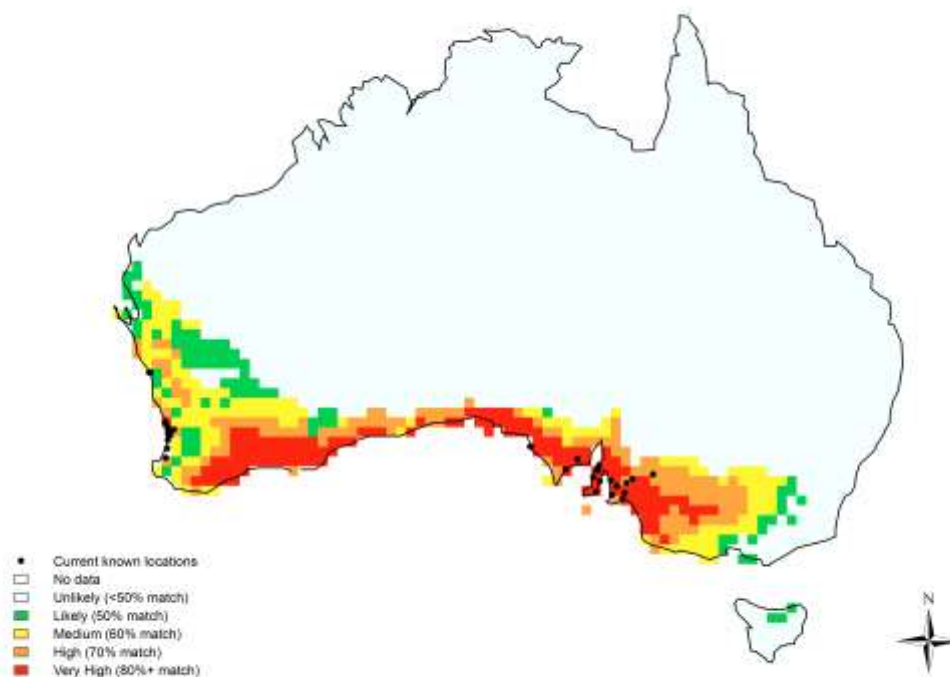 N
Current known locations
No data
Unlikely (<50% match)
Likely (50% match)
Medium (60% match)
High (70% match)
Very High (80%+ match)